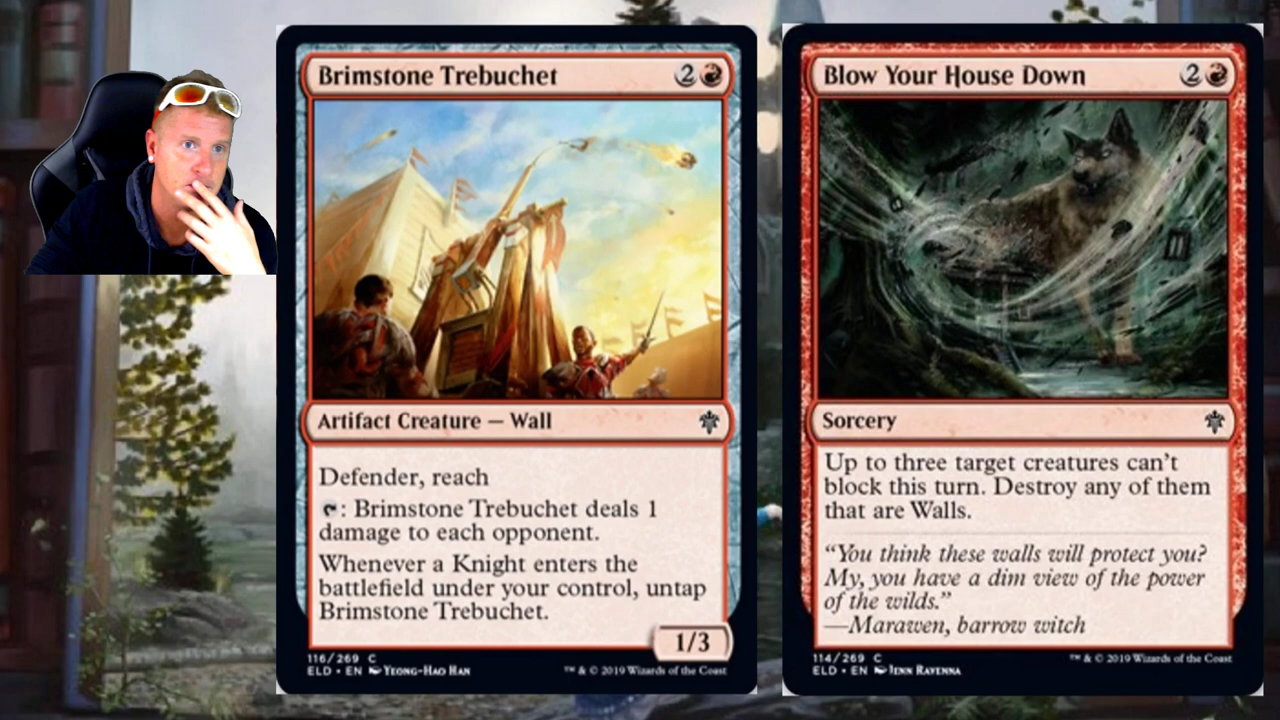 Brimstone Trebuchet 2
Artifact Creature — Wall
Defender, reach
: Brimstone Trebuchet deals 1
damage to each opponent.
Whenever a Knight enters the
battlefield under your control, untap
Brimstone Trebuchet.
1/3
116/269 C
ELD • EN Yeong-Hao Han
™ & © 2019 Wizards of the Coast
Blow Your House Down 2
Sorcery
Up to three target creatures can't
block this turn. Destroy any of them
that are Walls.
“You think these walls will protect you?
My, you have a dim view of the power
of the wilds.”
—Marawen, barrow witch
114/269 C
ELD • EN Jenn Ravenna
™ & © 2019 Wizards of the Coast